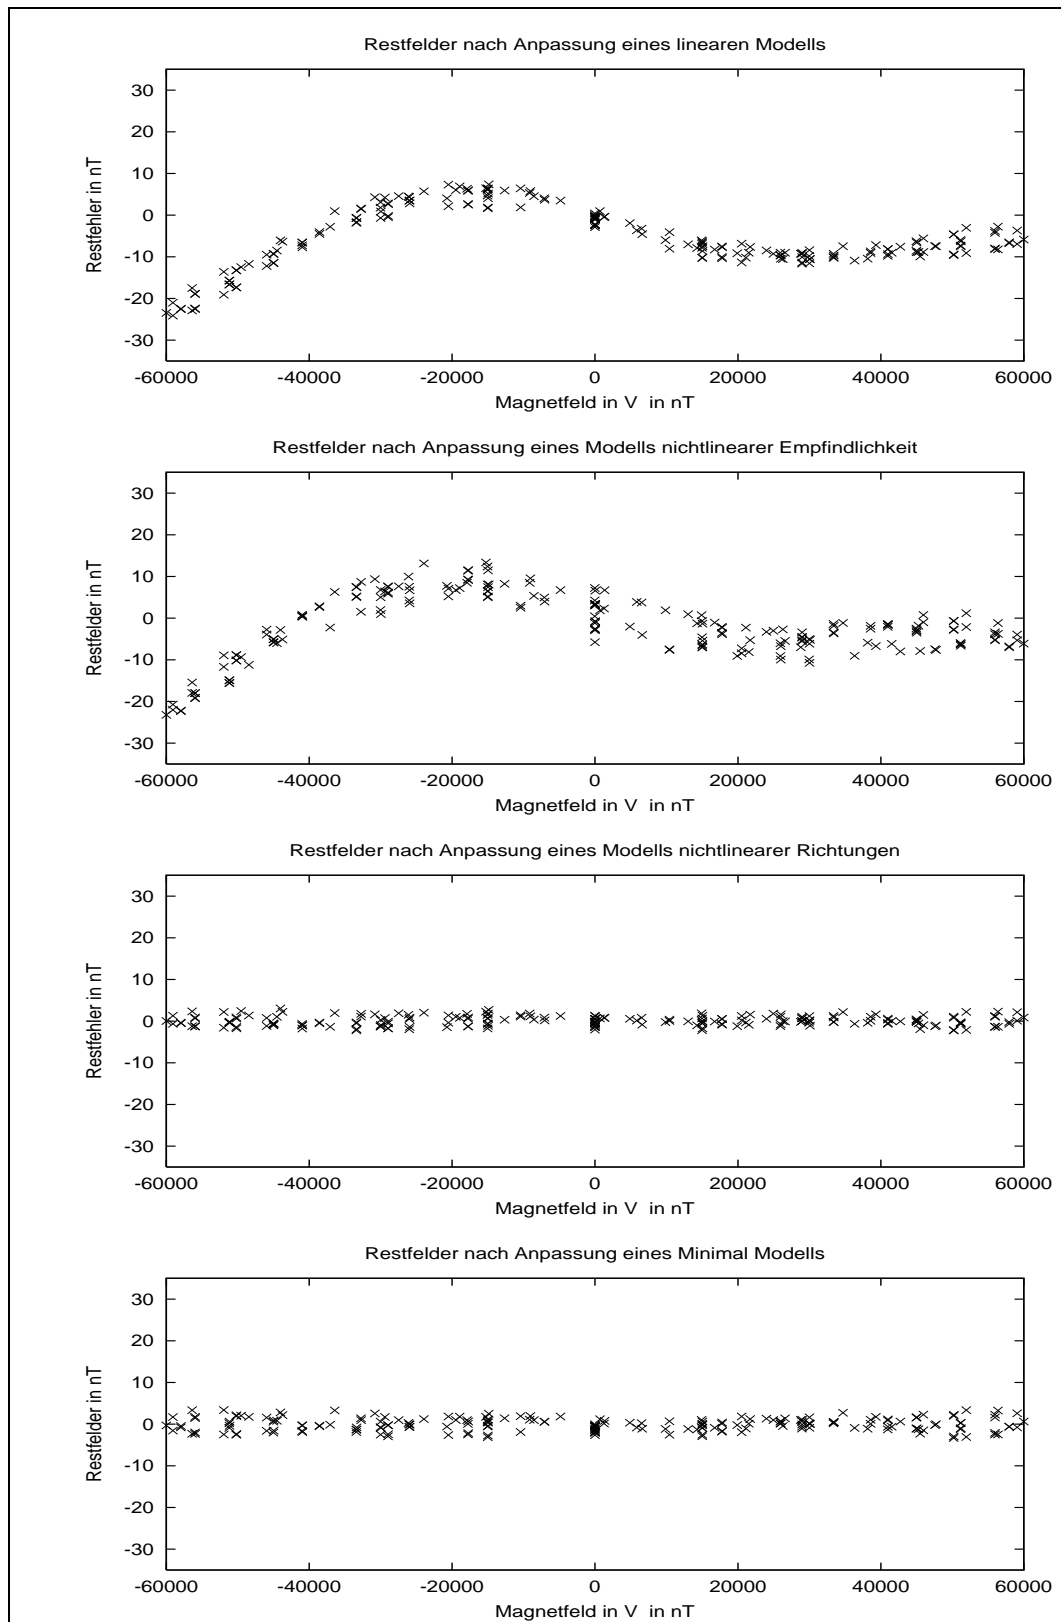 Restfelder nach Anpassung eines linearen Modells
30
20
10
0
-10
-20
-30
Restfehler in nT
-60000 -40000 -20000 0 20000 40000 60000
Magnetfeld in V in nT
Restfelder nach Anpassung eines Modells nichtlinearer Empfindlichkeit
30
20
10
0
-10
-20
-30
Restfelder in nT
-60000 -40000 -20000 0 20000 40000 60000
Magnetfeld in V in nT
Restfelder nach Anpassung eines Modells nichtlinearer Richtungen
30
20
10
0
-10
-20
-30
Restfehler in nT
-60000 -40000 -20000 0 20000 40000 60000
Magnetfeld in V in nT
Restfelder nach Anpassung eines Minimal Modells
30
20
10
0
-10
-20
-30
Restfelder in nT
-60000 -40000 -20000 0 20000 40000 60000
Magnetfeld in V in nT